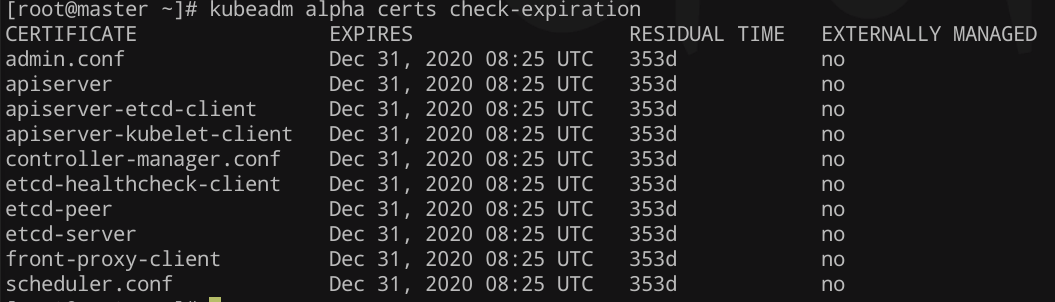 [root@master ~]# kubeadm alpha certs check-expiration
CERTIFICATE                EXPIRES                  RESIDUAL TIME   EXTERNALLY MANAGED
admin.conf                 Dec 31, 2020 08:25 UTC   353d            no
apiserver                  Dec 31, 2020 08:25 UTC   353d            no
apiserver-etcd-client      Dec 31, 2020 08:25 UTC   353d            no
apiserver-kubelet-client   Dec 31, 2020 08:25 UTC   353d            no
controller-manager.conf    Dec 31, 2020 08:25 UTC   353d            no
etcd-healthcheck-client    Dec 31, 2020 08:25 UTC   353d            no
etcd-peer                  Dec 31, 2020 08:25 UTC   353d            no
etcd-server                Dec 31, 2020 08:25 UTC   353d            no
front-proxy-client         Dec 31, 2020 08:25 UTC   353d            no
scheduler.conf             Dec 31, 2020 08:25 UTC   353d            no